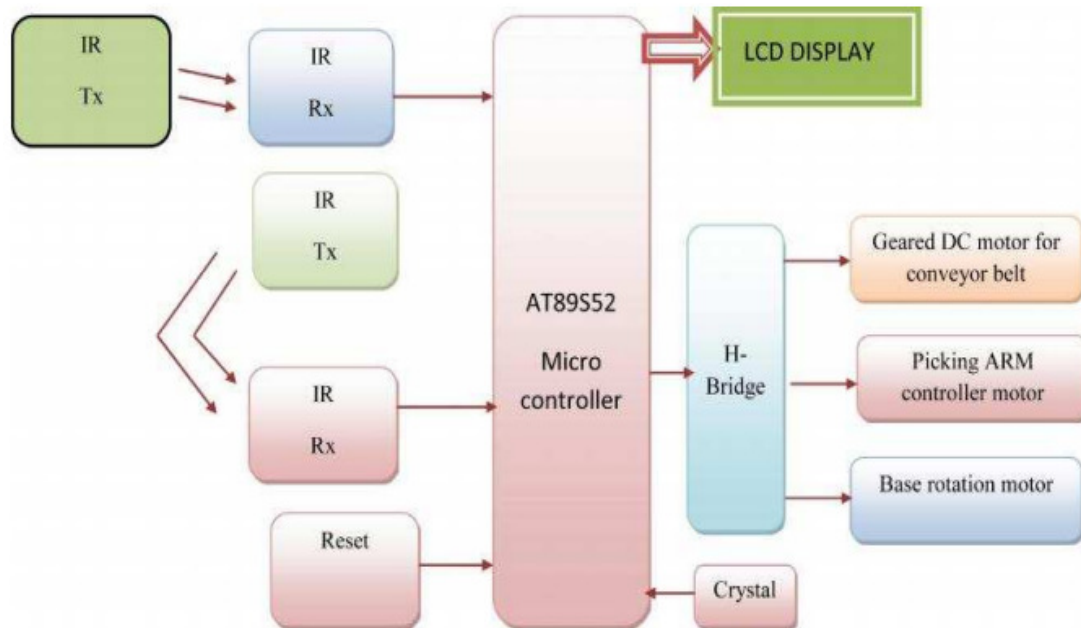 IR
Tx
IR
Rx
LCD DISPLAY
IR
Tx
AT89S52
Micro
controller
H-
Bridge
Geared DC motor for
conveyor belt
Picking ARM
controller motor
Base rotation motor
IR
Rx
Reset
Crystal